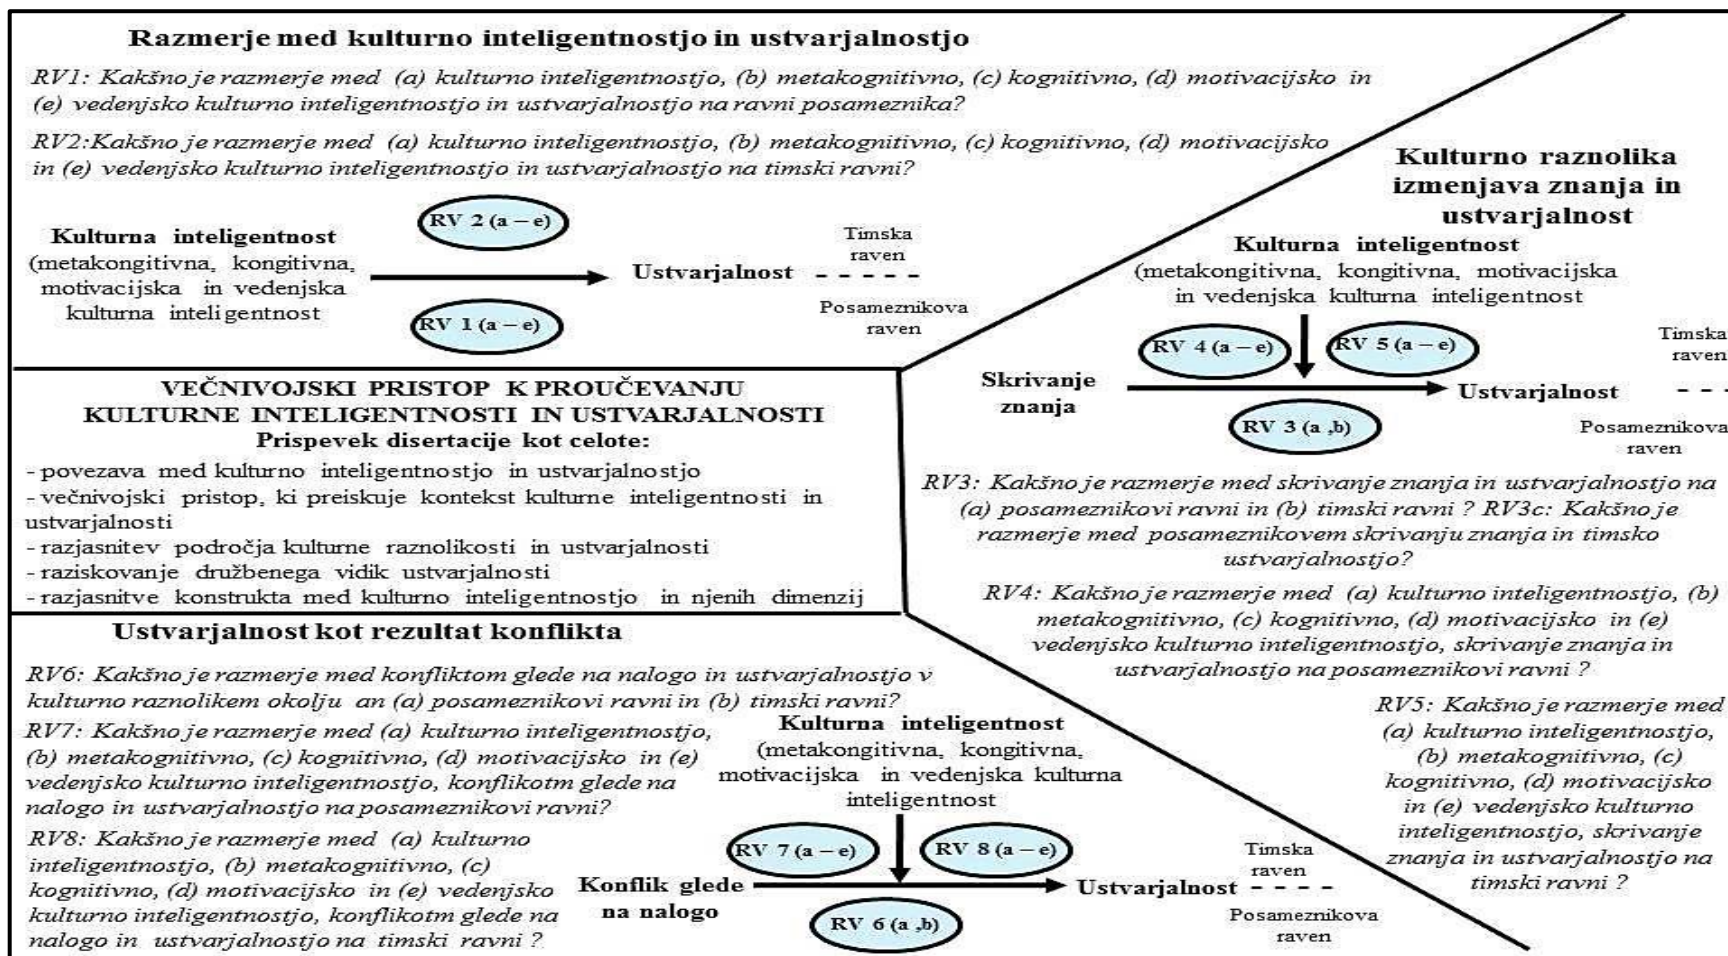 Razmerje med kulturno inteligentnostjo in ustvarjalnostjo
RV1: Kakšno je razmerje med (a) kulturno inteligentnostjo, (b) metakognitivno, (c) kognitivno, (d) motivacijsko in
(e) vedenjsko kulturno inteligentnostjo in ustvarjalnostjo na ravni posameznika?
RV2:Kakšno je razmerje med (a) kulturno inteligentnostjo, (b) metakognitivno, (c) kognitivno, (d) motivacijsko
in (e) vedenjsko kulturno inteligentnostjo in ustvarjalnostjo na timski ravni?
Kulturna inteligentnost
(metakongitivna, kongitivna,
motivacijska in vedenjska
kulturna inteligentnost
RV 2 (a – e)
RV 1 (a – e)
Ustvarjalnost
Timska
raven
Posameznikova
raven
Kulturno raznolika
izmenjava znanja in
ustvarjalnost
Kulturna inteligentnost
(metakongitivna, kongitivna, motivacijska
in vedenjska kulturna inteligentnost
RV 4 (a – e)
RV 5 (a – e)
Skrivanje
znanja
Ustvarjalnost
RV 3 (a ,b)
Timska
raven
Posameznikova
raven
RV3: Kakšno je razmerje med skrivanje znanja in ustvarjalnostjo na
(a) posameznikovi ravni in (b) timski ravni ? RV3c: Kakšno je
razmerje med posameznikovem skrivanju znanja in timsko
ustvarjalnostjo?
RV4: Kakšno je razmerje med (a) kulturno inteligentnostjo, (b)
metakognitivno, (c) kognitivno, (d) motivacijsko in (e)
vedenjsko kulturno inteligentnostjo, skrivanje znanja in
ustvarjalnostjo na posameznikovi ravni ?
RV5: Kakšno je razmerje med
(a) kulturno inteligentnostjo,
(b) metakognitivno, (c)
kognitivno, (d) motivacijsko
in (e) vedenjsko kulturno
inteligentnostjo, skrivanje
znanja in ustvarjalnostjo na
timski ravni ?
VEČNIVOJSKI PRISTOP K PROUČEVANJU
KULTURNE INTELIGENTNOSTI IN USTVARJALNOSTI
Prispevek disertacije kot celote:
- povezava med kulturno inteligentnostjo in ustvarjalnostjo
- večnivojski pristop, ki preiskuje kontekst kulturne inteligentnosti in
ustvarjalnosti
- razjasnitev področja kulturne raznolikosti in ustvarjalnosti
- raziskovanje družbenega vidik ustvarjalnosti
- razjasnitve konstrukta med kulturno inteligentnostjo in njenih dimenzij
Ustvarjalnost kot rezultat konflikta
RV6: Kakšno je razmerje med konfliktom glede na nalogo in ustvarjalnostjo v
kulturno raznolikem okolju an (a) posameznikovi ravni in (b) timski ravni?
RV7: Kakšno je razmerje med (a) kulturno inteligentnostjo,
(b) metakognitivno, (c) kognitivno, (d) motivacijsko in (e)
vedenjsko kulturno inteligentnostjo, konflikotm glede na
nalogo in ustvarjalnostjo na posameznikovi ravni?
RV8: Kakšno je razmerje med (a) kulturno
inteligentnostjo, (b) metakognitivno, (c)
kognitivno, (d) motivacijsko in (e) vedenjsko
kulturno inteligentnostjo, konflikotm glede na
nalogo in ustvarjalnostjo na timski ravni ?
Kulturna inteligentnost
(metakongitivna, kongitivna,
motivacijska in vedenjska kulturna
inteligentnost
RV 7 (a – e)
RV 8 (a – e)
Konflik glede
na nalogo
Ustvarjalnost
RV 6 (a ,b)
Timska
raven
Posameznikova
raven